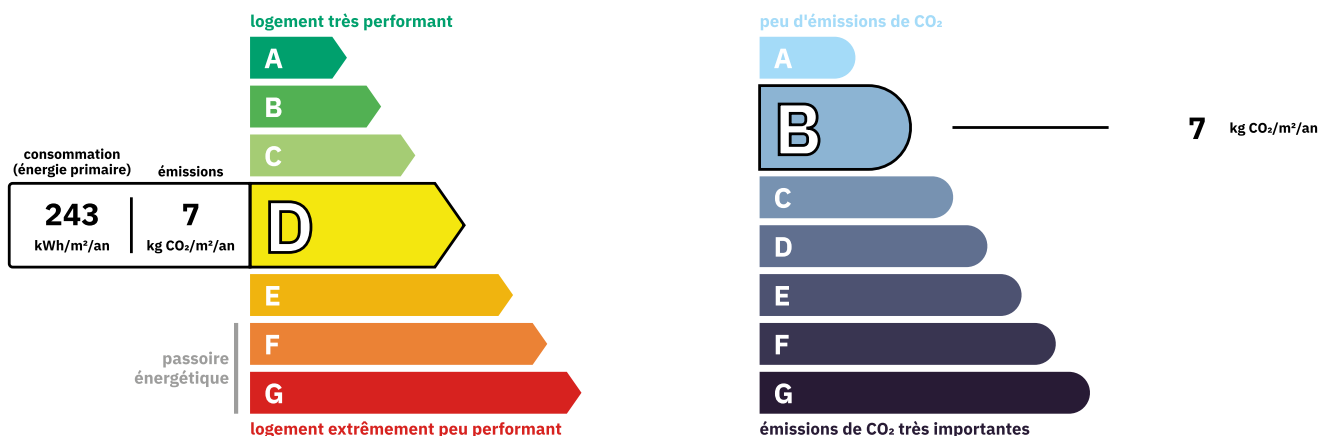 logement très performant
A
B
C
consommation
(énergie primaire)
émissions
243
kWh/m²/an
7
kg CO₂/m²/an
D
E
F
G
passoire
énergétique
logement extrêmement peu performant
peu d'émissions de CO₂
A
B
7 kg CO₂/m²/an
C
D
E
F
G
émissions de CO₂ très importantes